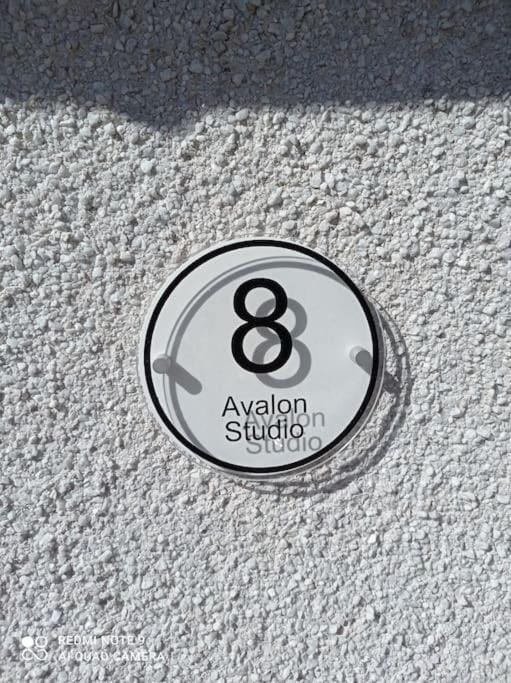 8
Avalon
Studio
REDMI NOTE 9
AI QUAD CAMERA